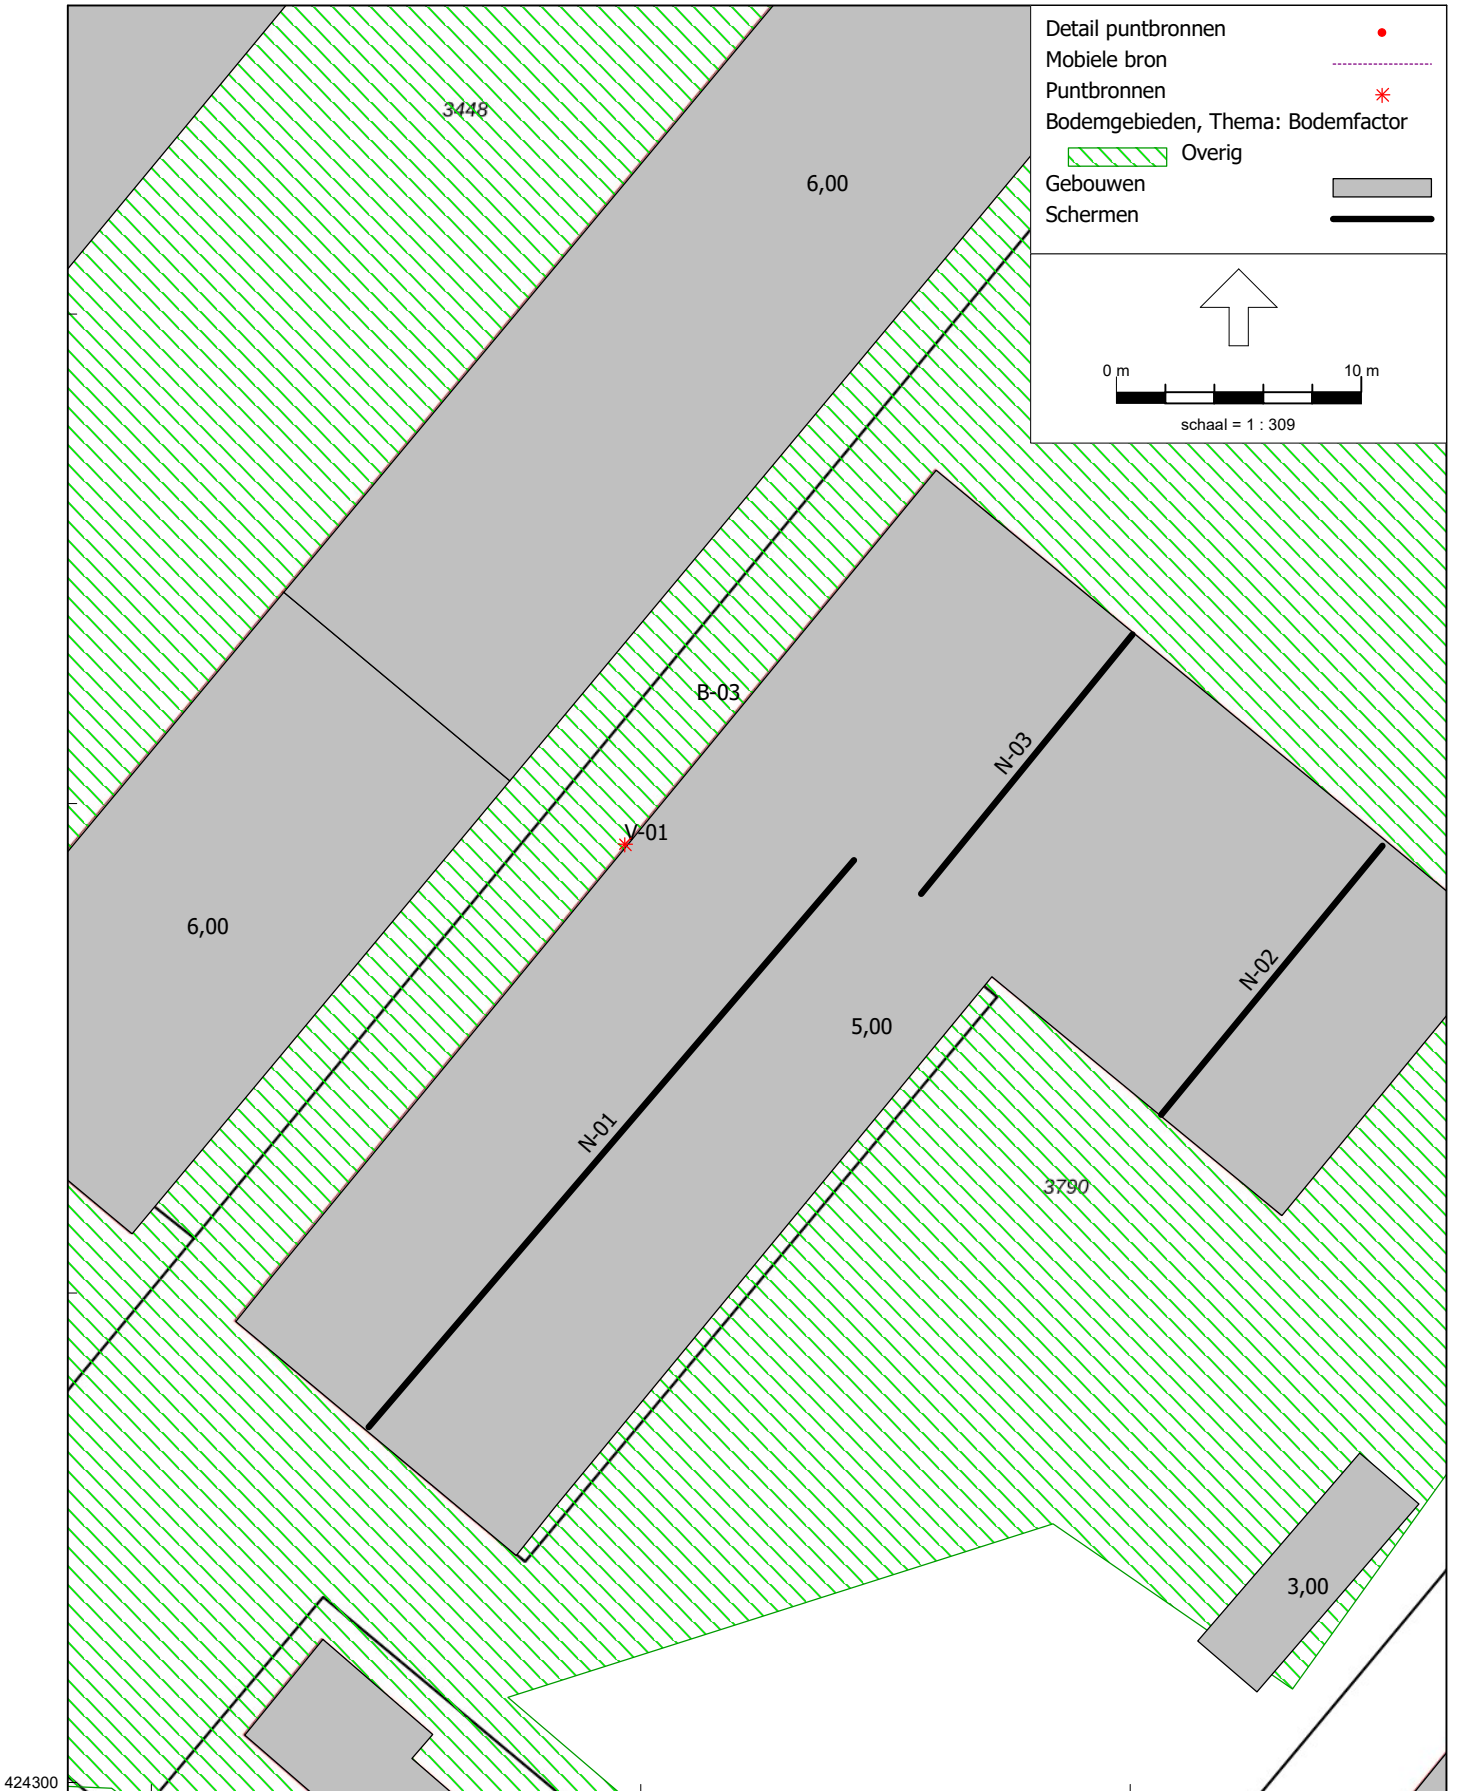 Detail puntbronnen
Mobiele bron
Puntbronnen
Bodemgebieden, Thema: Bodemfactor
Overig
Gebouwen
Schermen
0 m 10 m
schaal = 1 : 309
3448
6,00
B-03
N-03
V-01
6,00
N-02
5,00
N-01
3790
3,00
424300